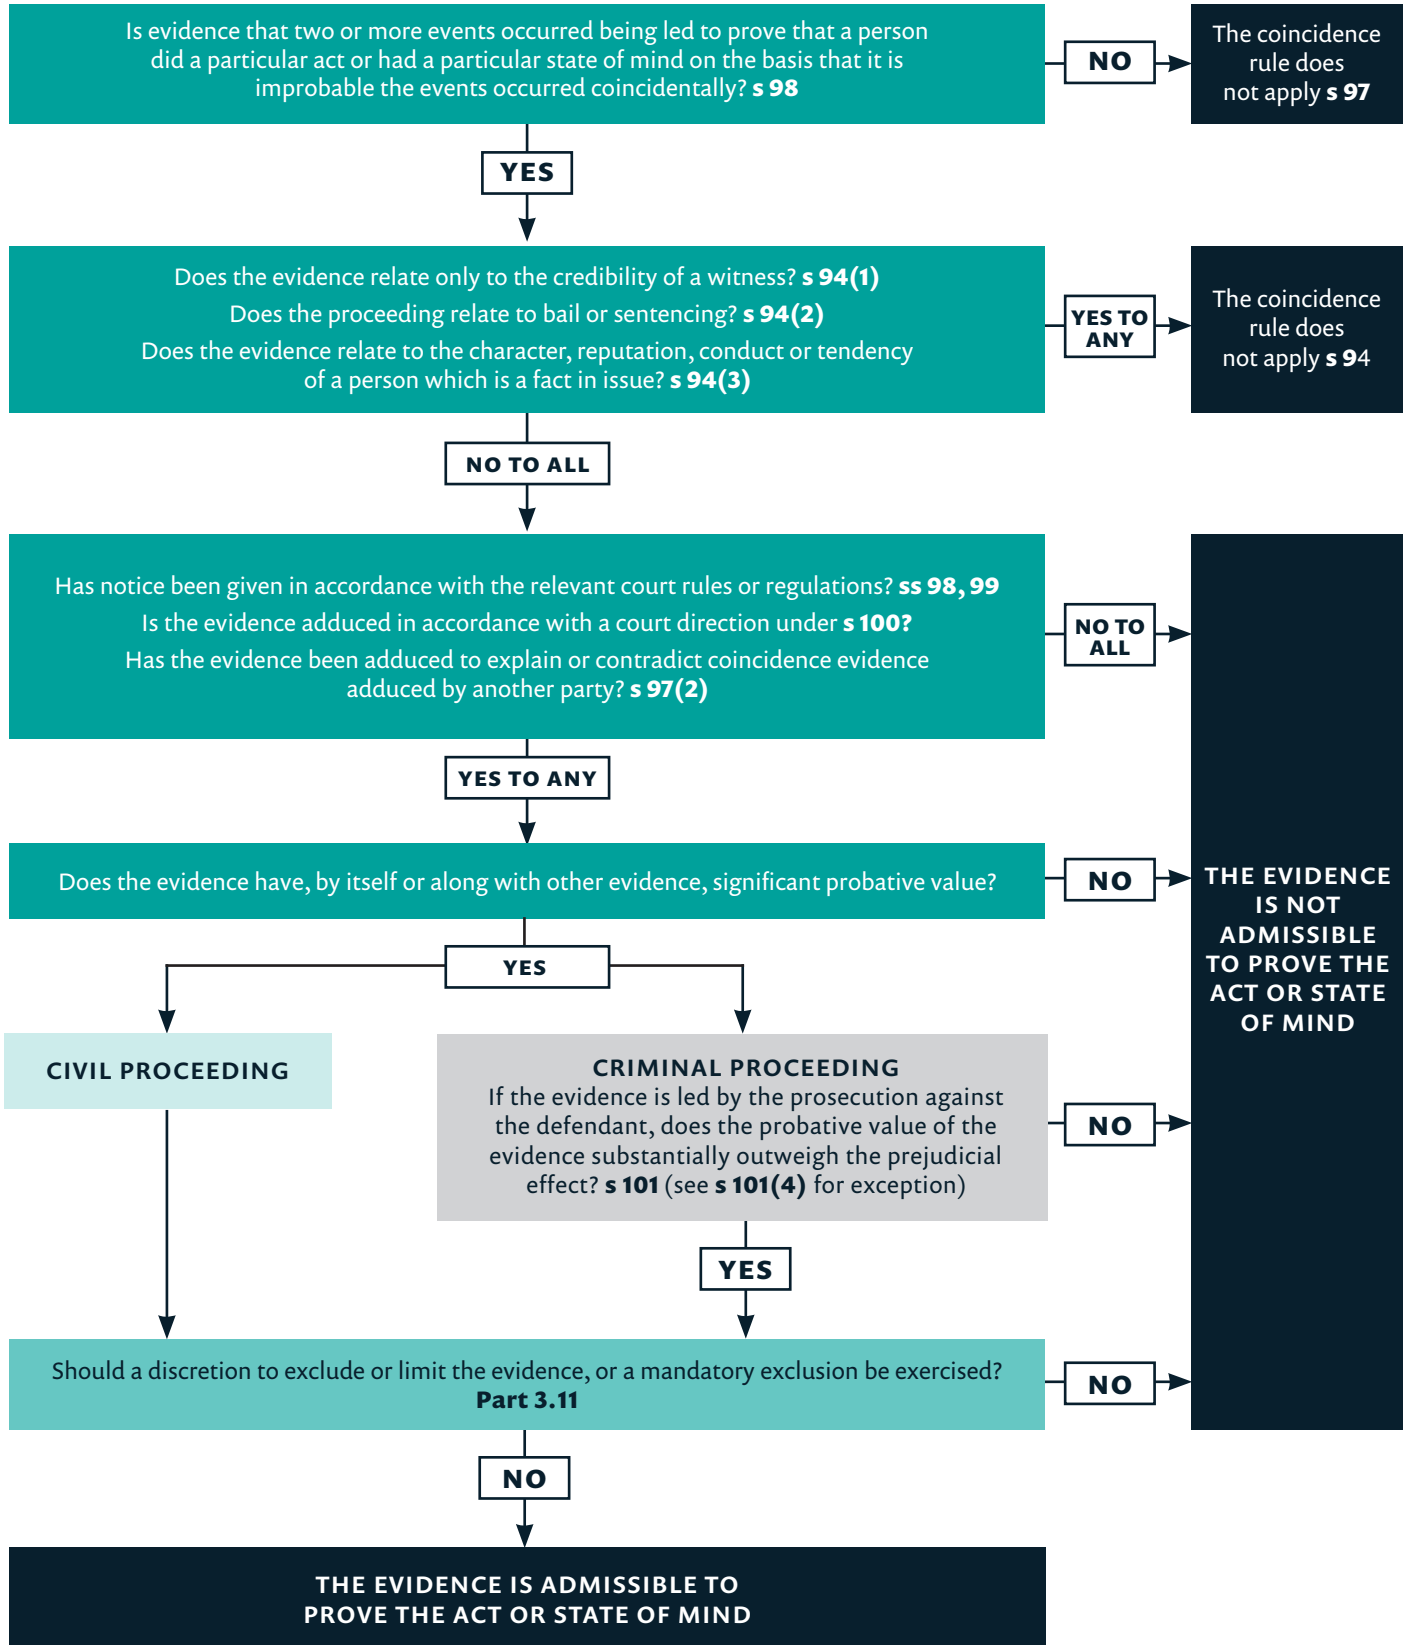 Is evidence that two or more events occurred being led to prove that a person
did a particular act or had a particular state of mind on the basis that it is
improbable the events occurred coincidentally? s 98
NO
The coincidence
rule does
not apply s 97
YES
Does the evidence relate only to the credibility of a witness? s 94(1)
Does the proceeding relate to bail or sentencing? s 94(2)
Does the evidence relate to the character, reputation, conduct or tendency
of a person which is a fact in issue? s 94(3)
YES TO
ANY
The coincidence
rule does
not apply s 94
NO TO ALL
Has notice been given in accordance with the relevant court rules or regulations? ss 98, 99
Is the evidence adduced in accordance with a court direction under s 100?
Has the evidence been adduced to explain or contradict coincidence evidence
adduced by another party? s 97(2)
NO TO
ALL
YES TO ANY
Does the evidence have, by itself or along with other evidence, significant probative value?
NO
THE EVIDENCE
IS NOT
ADMISSIBLE
TO PROVE THE
ACT OR STATE
OF MIND
YES
CIVIL PROCEEDING
CRIMINAL PROCEEDING
If the evidence is led by the prosecution against
the defendant, does the probative value of the
evidence substantially outweigh the prejudicial
effect? s 101 (see s 101(4) for exception)
NO
YES
Should a discretion to exclude or limit the evidence, or a mandatory exclusion be exercised?
Part 3.11
NO
NO
THE EVIDENCE IS ADMISSIBLE TO
PROVE THE ACT OR STATE OF MIND